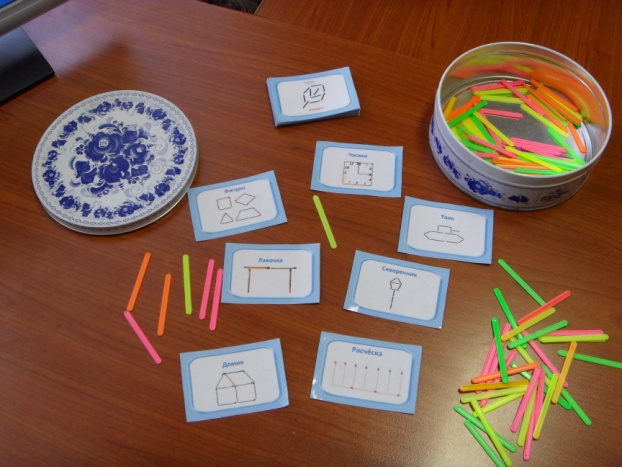 Часики
Фигуры
Танк
Лавочка
Скворечник
Расчёска
Домик